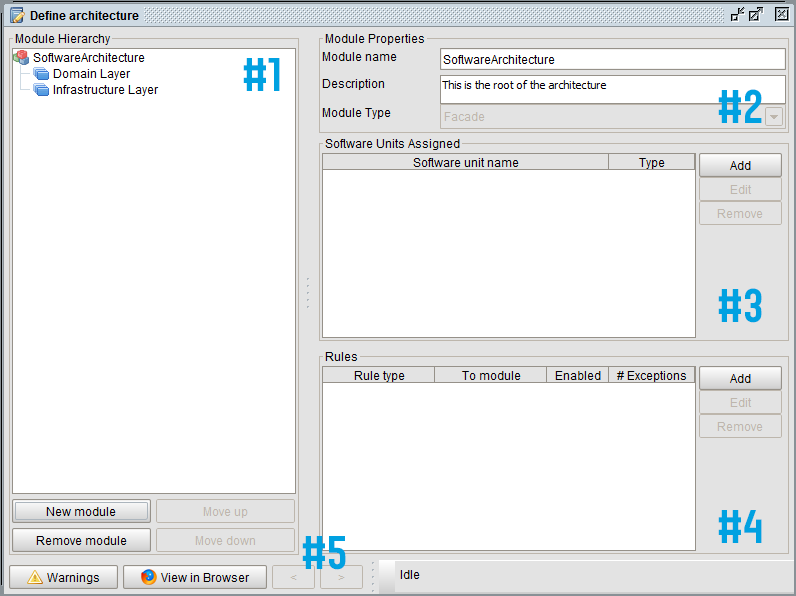 Define architecture
Module Hierarchy
SoftwareArchitecture
Domain Layer
Infrastructure Layer
#1
New module
Move up
Remove module
Move down
Module Properties
Module name
SoftwareArchitecture
Description
This is the root of the architecture
Module Type
Facade
#2
Software Units Assigned
Software unit name Type
Add
Edit
Remove
#3
Rules
Rule type To module Enabled # Exceptions
Add
Edit
Remove
#4
#5
Warnings View in Browser < > Idle